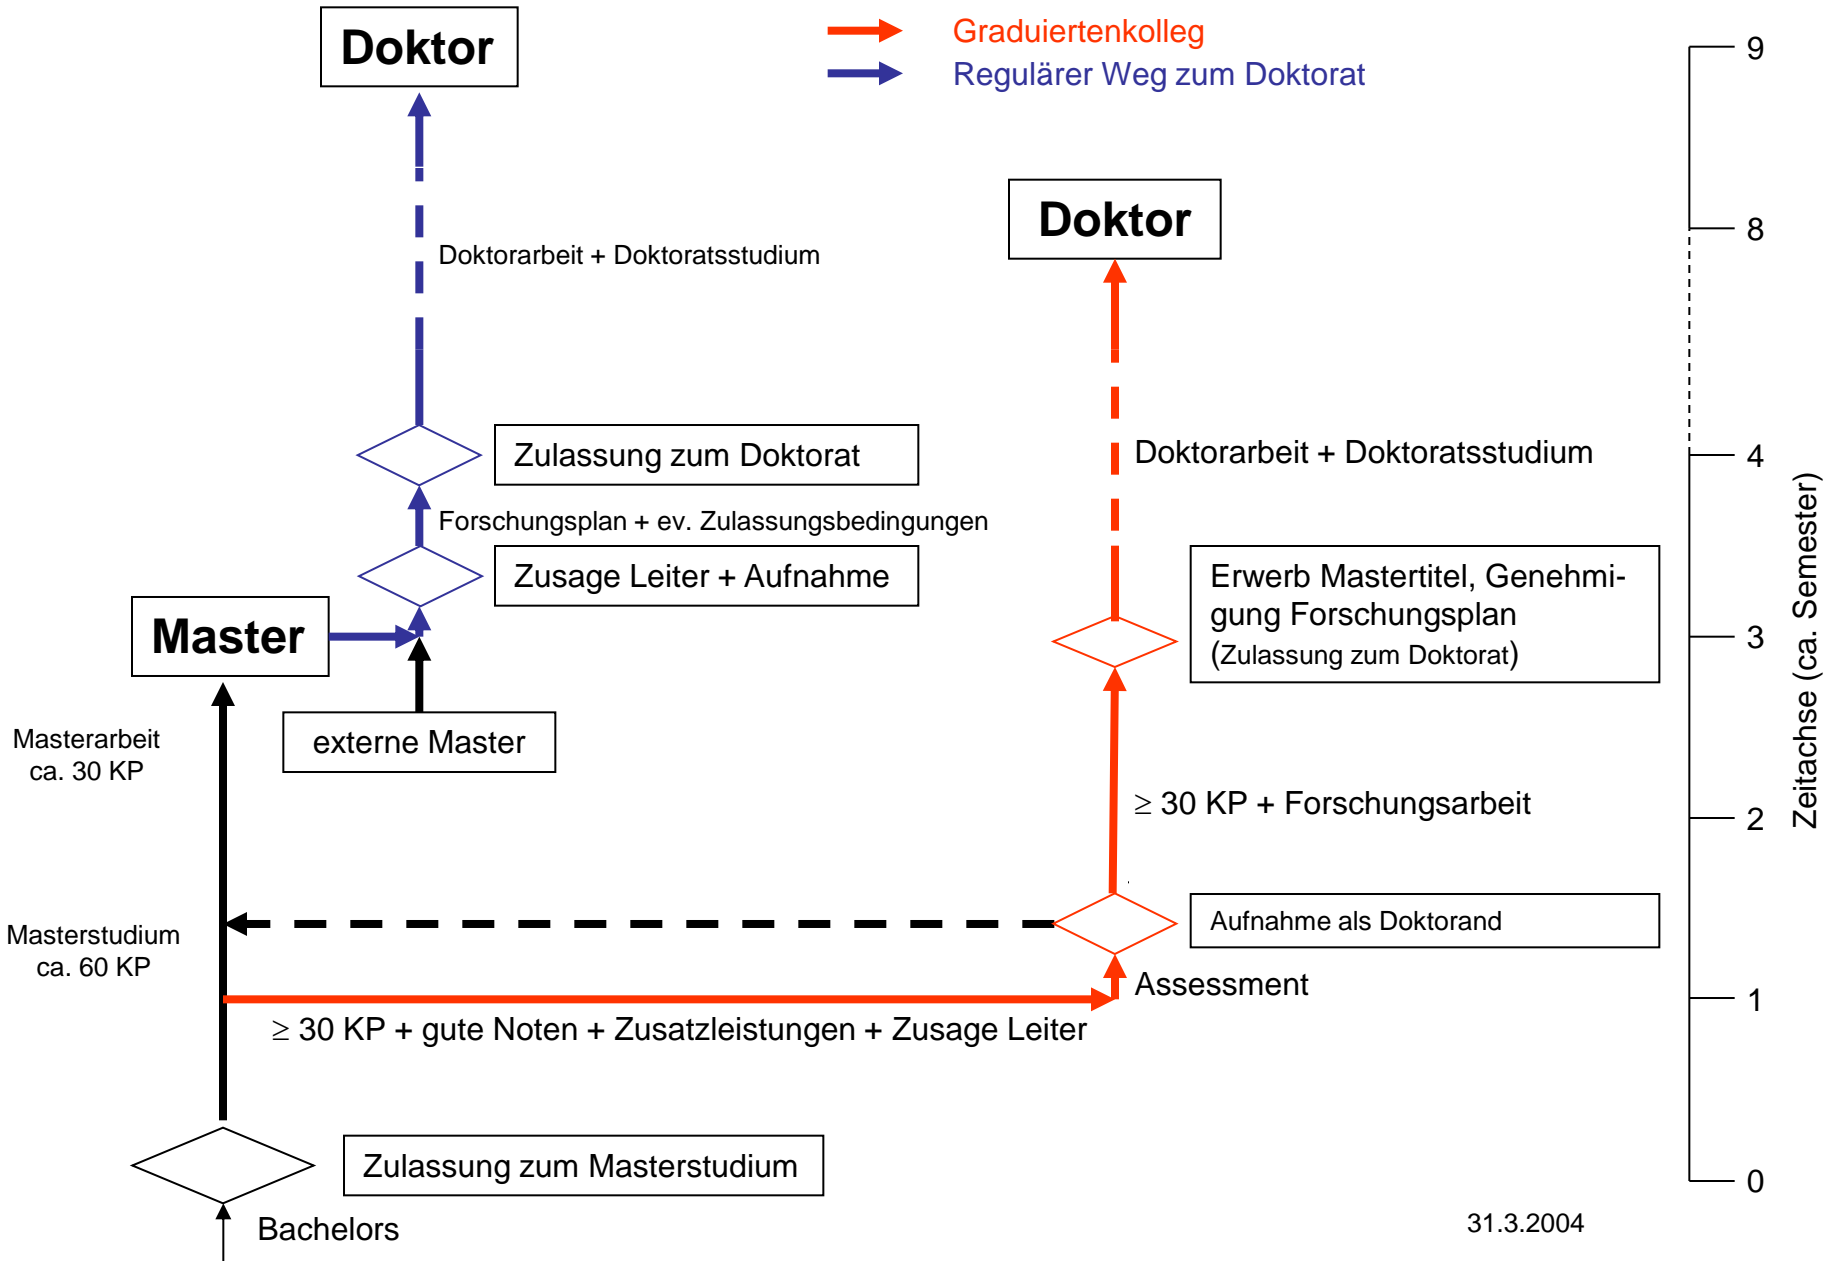 Doktor
Graduiertenkolleg
Regulärer Weg zum Doktorat
9
Doktor
8
Doktorarbeit + Doktoratsstudium
Zulassung zum Doktorat
Doktorarbeit + Doktoratsstudium
4
Forschungsplan + ev. Zulassungsbedingungen
Zusage Leiter + Aufnahme
Erwerb Mastertitel, Genehmi-
gung Forschungsplan
(Zulassung zum Doktorat)
Master
3
Zeitachse (ca. Semester)
externe Master
Masterarbeit
ca. 30 KP
≥ 30 KP + Forschungsarbeit
2
Masterstudium
ca. 60 KP
Aufnahme als Doktorand
Assessment
1
≥ 30 KP + gute Noten + Zusatzleistungen + Zusage Leiter
Zulassung zum Masterstudium
0
Bachelors
31.3.2004